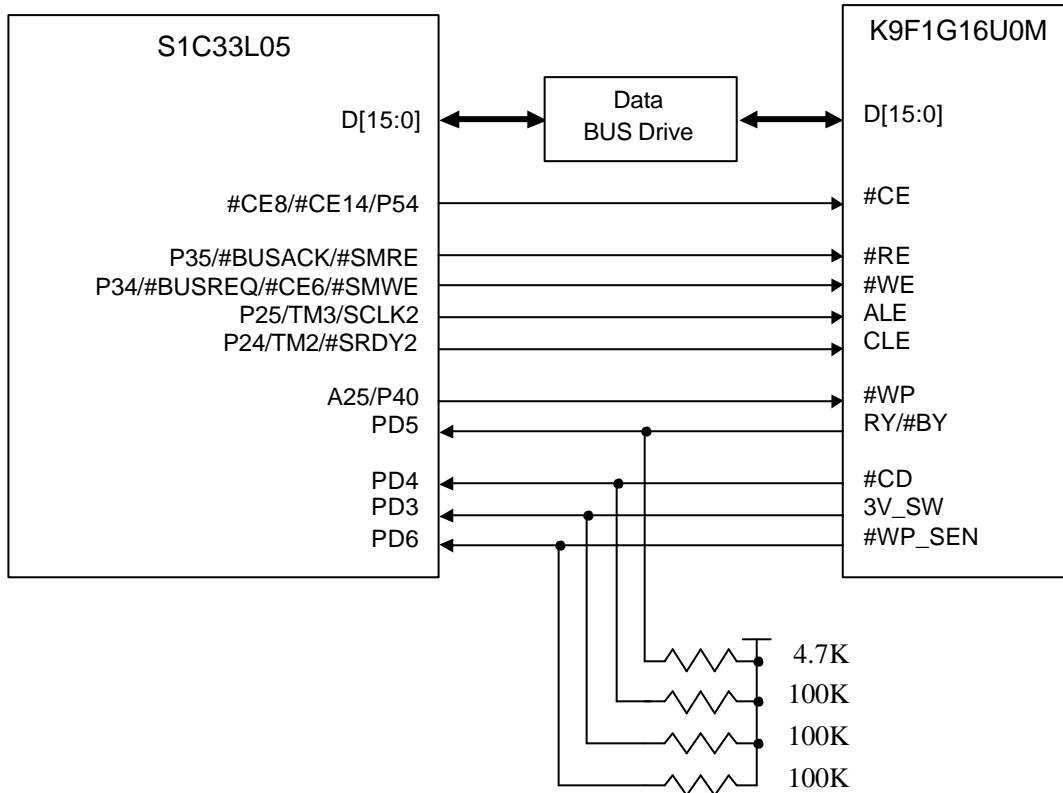 S1C33L05
K9F1G16U0M
D[15:0]
Data
BUS Drive
D[15:0]
#CE8/#CE14/P54
#CE
P35/#BUSACK/#SMRE
#RE
P34/#BUSREQ/#CE6/#SMWE
#WE
P25/TM3/SCLK2
ALE
P24/TM2/#SRDY2
CLE
A25/P40
#WP
PD5
RY/#BY
PD4
#CD
PD3
3V_SW
PD6
#WP_SEN
4.7K
100K
100K
100K